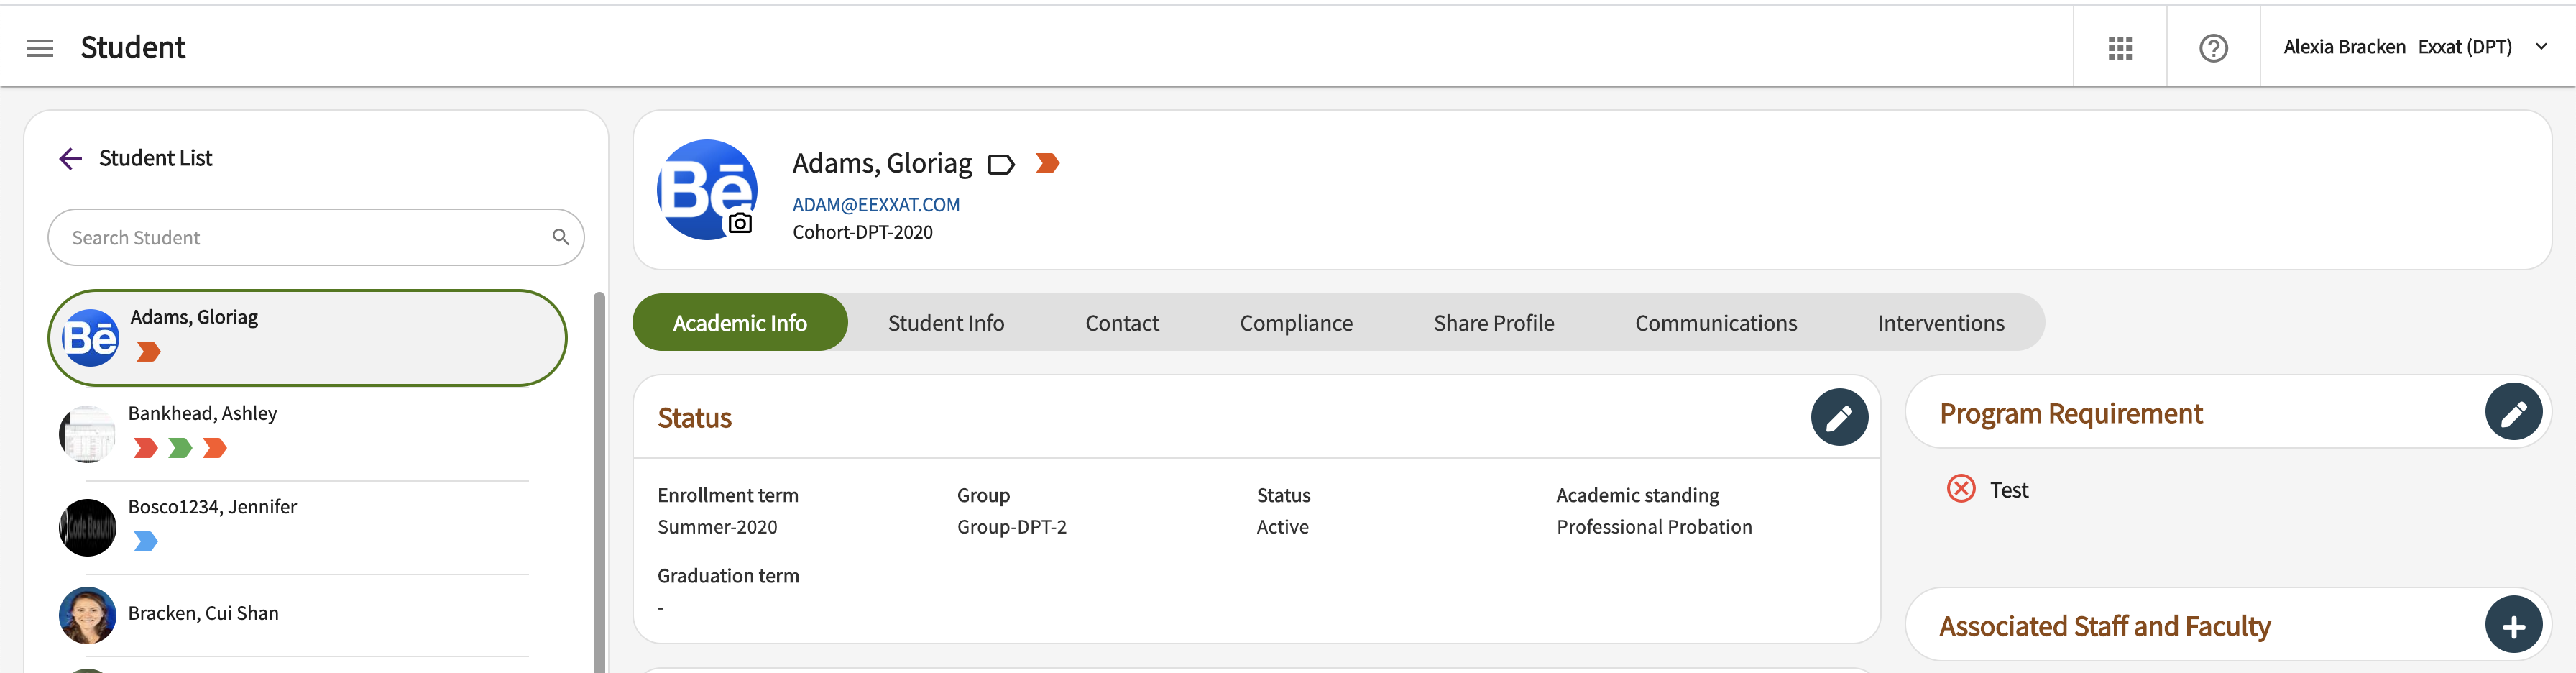 Student
Alexia Bracken Exxat (DPT)
Student List
Search Student
Bē
Adams, Gloriag
Bankhead, Ashley
Bosco1234, Jennifer
Bracken, Cui Shan
Bē
Adams, Gloriag
ADAM@EEXXAT.COM
Cohort-DPT-2020
Academic Info Student Info Contact Compliance Share Profile Communications Interventions
Status
Enrollment term Group Status Academic standing
Summer-2020 Group-DPT-2 Active Professional Probation
Graduation term
-
Program Requirement
Test
Associated Staff and Faculty